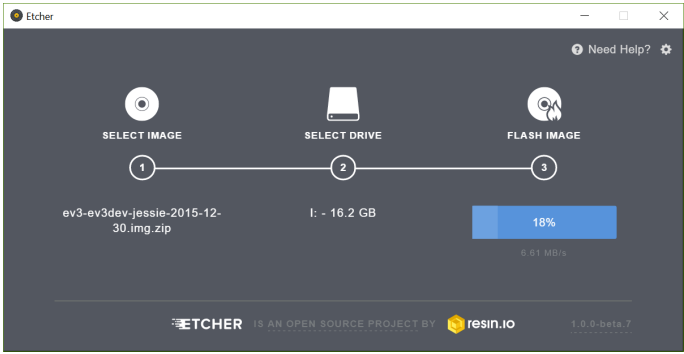 Etcher
Need Help?
SELECT IMAGE
SELECT DRIVE
FLASH IMAGE
1
2
3
ev3-ev3dev-jessie-2015-12-
30.img.zip
I: - 16.2 GB
18%
6.61 MB/s
ETCHER IS AN OPEN SOURCE PROJECT BY resin.io 1.0.0-beta.7